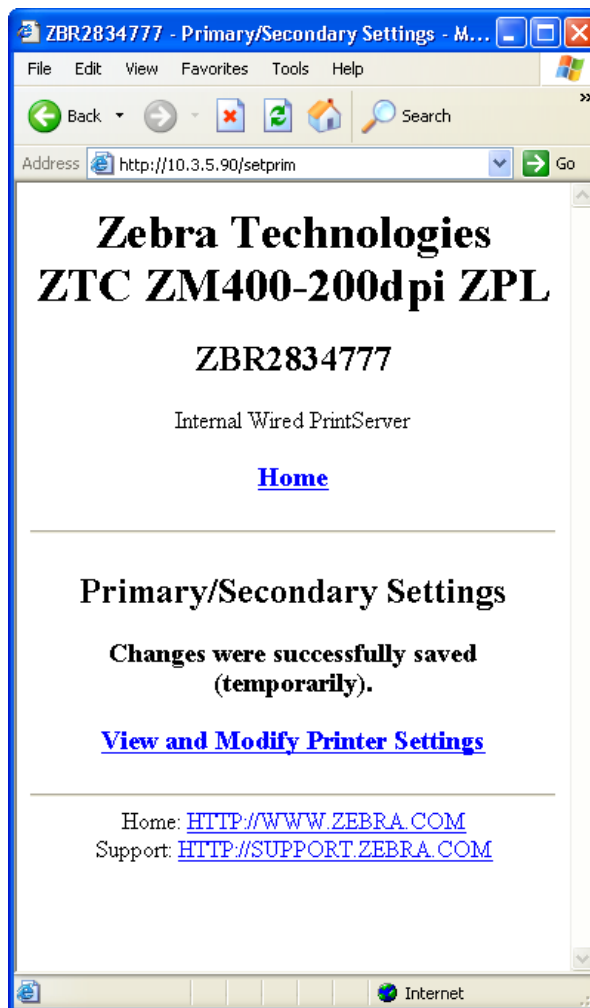 ZBR2834777 - Primary/Secondary Settings - M...
File Edit View Favorites Tools Help
Back Search »
Address http://10.3.5.90/setprim Go
Zebra Technologies
ZTC ZM400-200dpi ZPL
ZBR2834777
Internal Wired PrintServer
Home
Primary/Secondary Settings
Changes were successfully saved
(temporarily).
View and Modify Printer Settings
Home: HTTP://WWW.ZEBRA.COM
Support: HTTP://SUPPORT.ZEBRA.COM
Internet